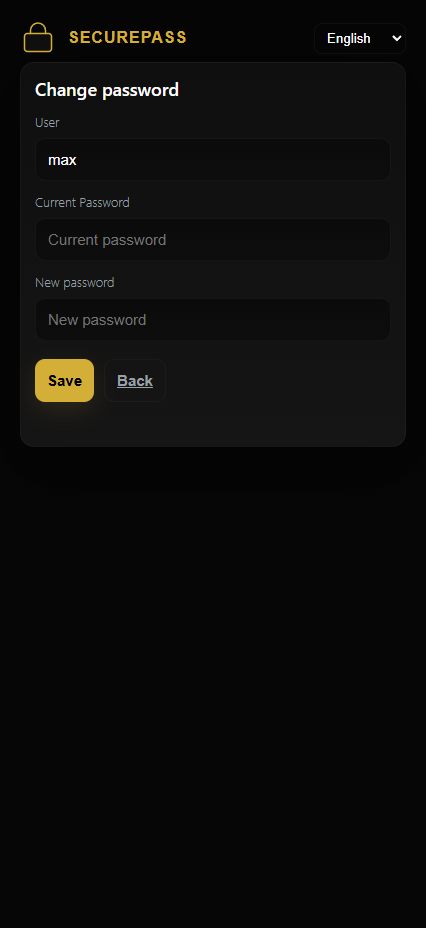 SECUREPASS
English
Change password
User
max
Current Password
Current password
New password
New password
Save
Back